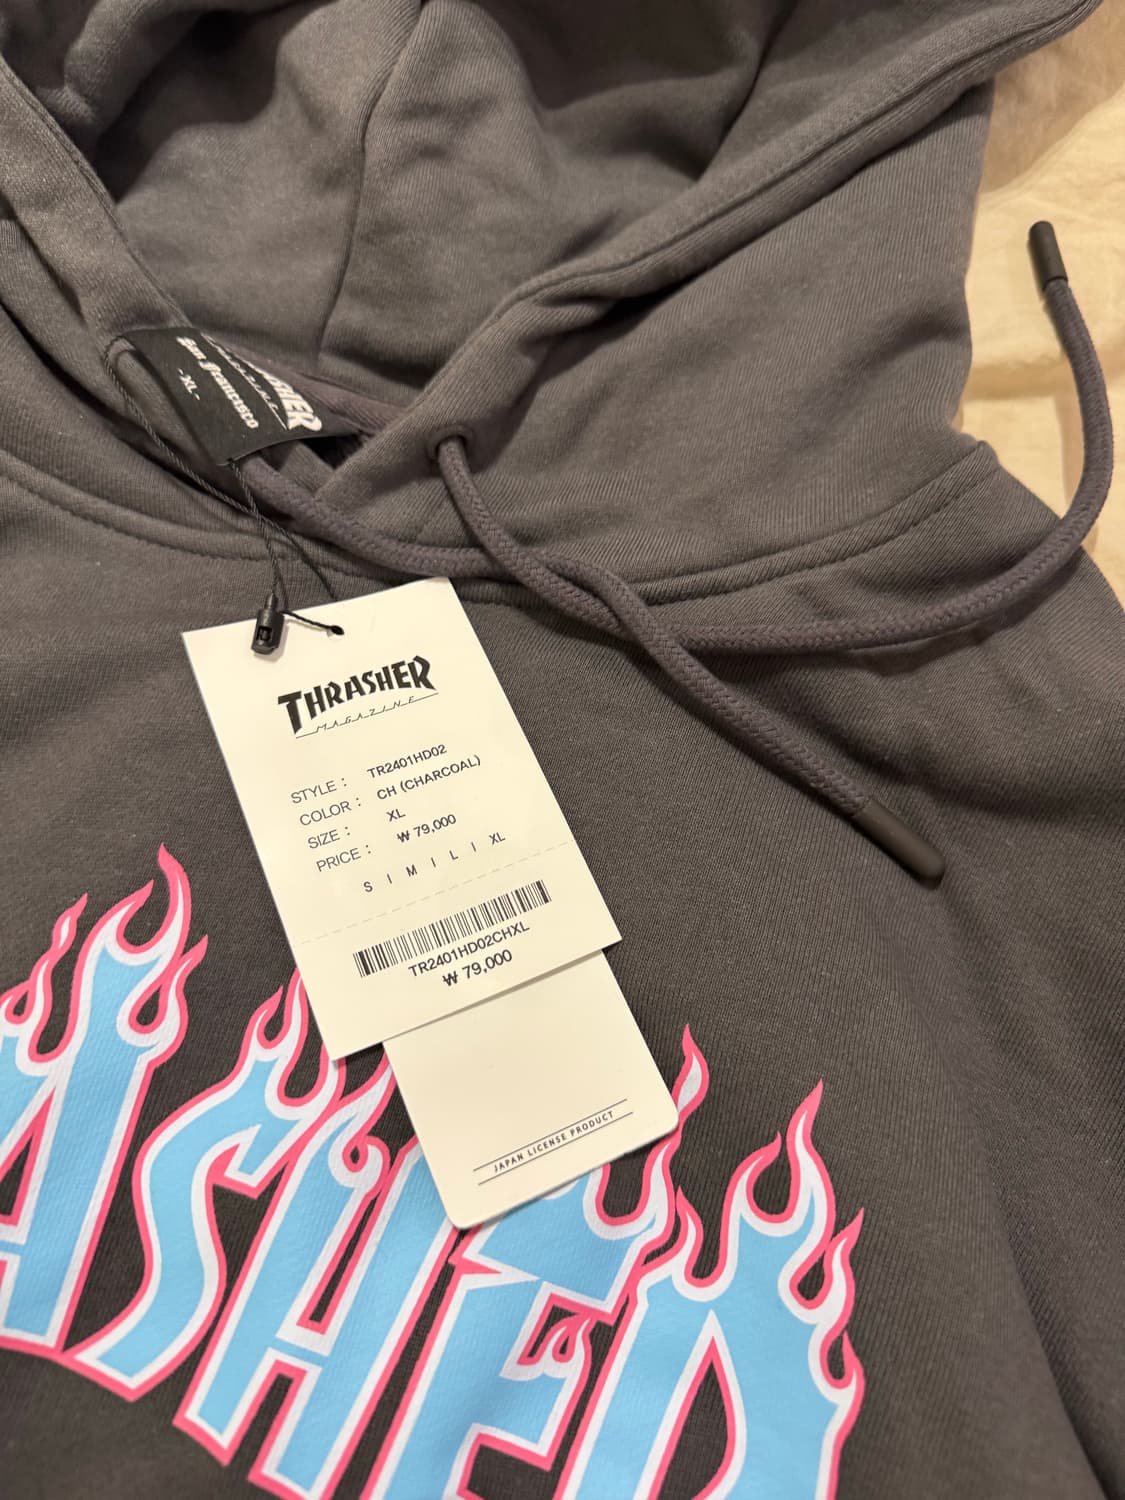 THRASHER
MAGAZINE
San Francisco
-XL-
THRASHER
MAGAZINE
STYLE : TR2401HD02
COLOR : CH (CHARCOAL)
SIZE : XL
PRICE : ₩ 79,000
S | M | L | XL
TR2401HD02CHXL
₩ 79,000
JAPAN LICENSE PRODUCT
ASHER